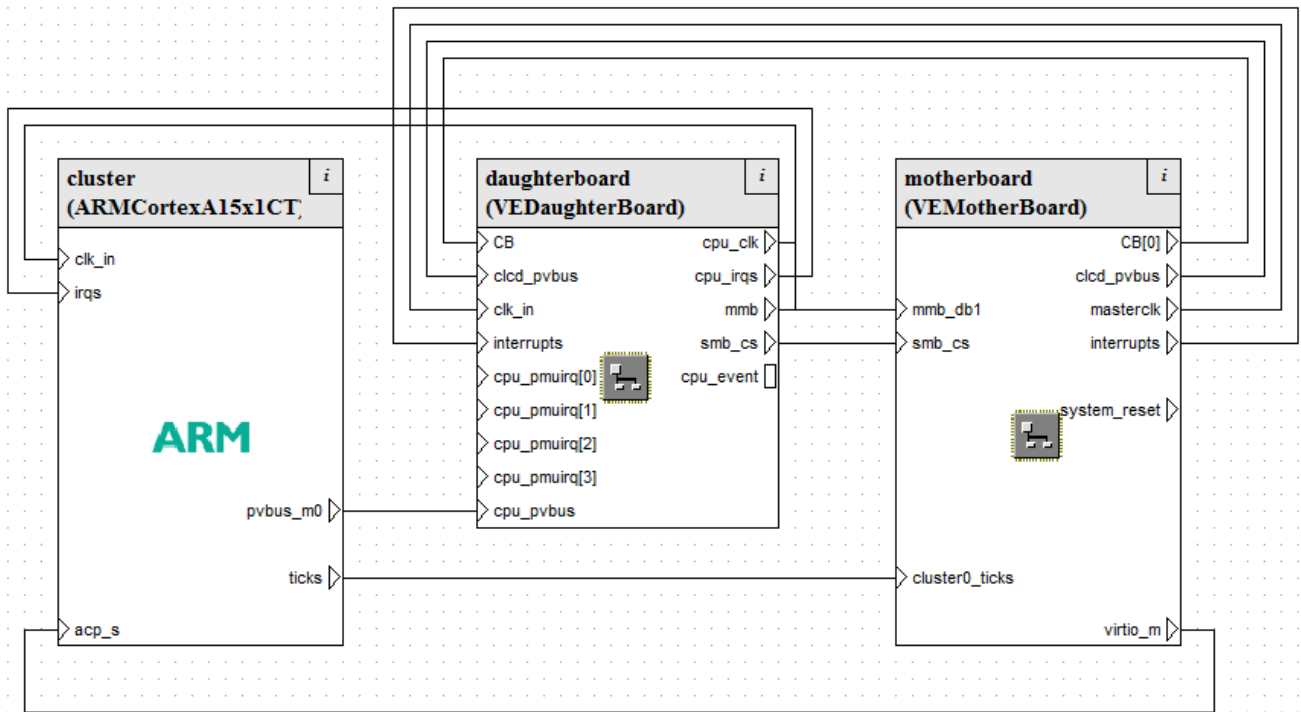 cluster
(ARMCortexA15x1CT)
i
clk_in
irqs
ARM
pvbus_m0
ticks
acp_s
daughterboard
(VEDaughterBoard)
i
CB
cpu_clk
clcd_pvbus
cpu_irqs
clk_in
mmb
interrupts
smb_cs
cpu_pmuirq[0]
cpu_event
cpu_pmuirq[1]
cpu_pmuirq[2]
cpu_pmuirq[3]
cpu_pvbus
motherboard
(VEMotherBoard)
i
CB[0]
clcd_pvbus
mmb_db1
masterclk
smb_cs
interrupts
system_reset
cluster0_ticks
virtio_m